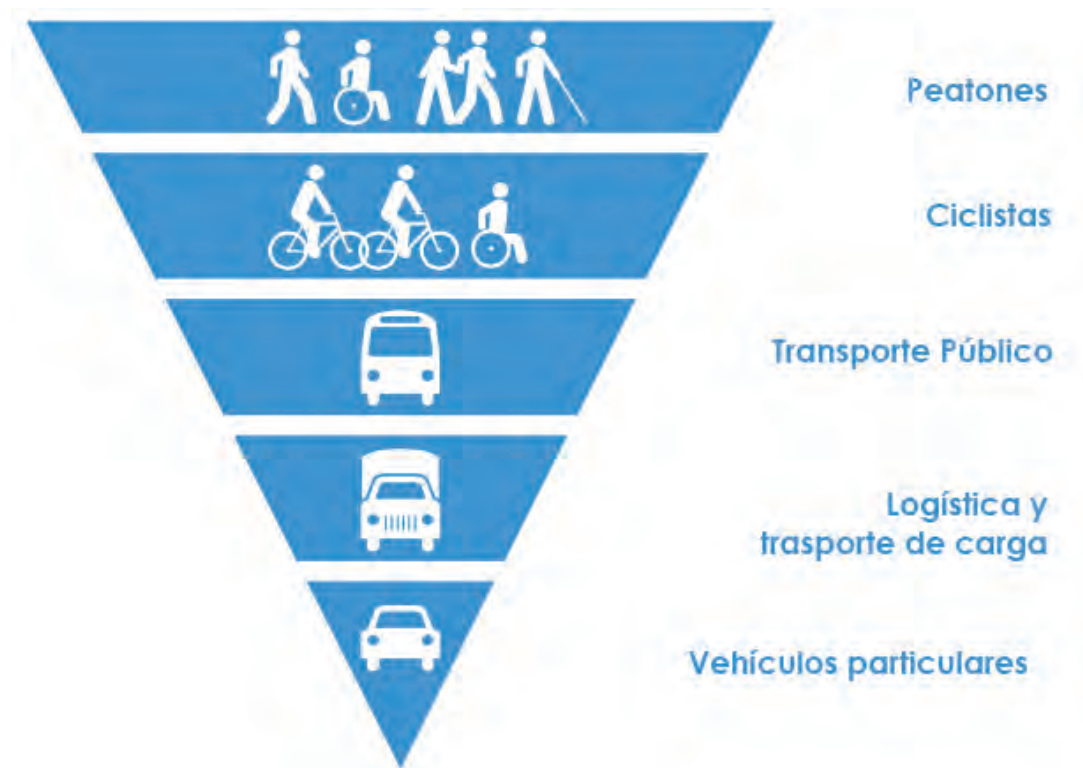 Peatones
Ciclistas
Transporte Público
Logística y
trasporte de carga
Vehículos particulares